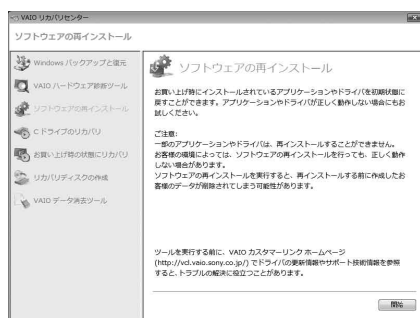 VAIO リカバリセンター
ソフトウェアの再インストール
Windows バックアップと復元
VAIO ハードウェア診断ツール
ソフトウェアの再インストール
C ドライブのリカバリ
お買い上げ時の状態にリカバリ
リカバリディスクの作成
VAIO データ消去ツール
ソフトウェアの再インストール
お買い上げ時にインストールされているアプリケーションやドライバを初期状態に
戻すことができます。アプリケーションやドライバが正しく動作しない場合にもお
試しください。
ご注意:
一部のアプリケーションやドライバは、再インストールすることができません。
お客様の環境によっては、ソフトウェアの再インストールを行っても、正しく動作
しない場合があります。
ソフトウェアの再インストールを実行すると、再インストールする前に作成したお
客様のデータが削除されてしまう可能性があります。
ツールを実行する前に、VAIO カスタマーリンク ホームページ
(http://vcl.vaio.sony.co.jp/) でドライバの更新情報やサポート技術情報を参照
すると、トラブルの解決に役立つことがあります。
開始